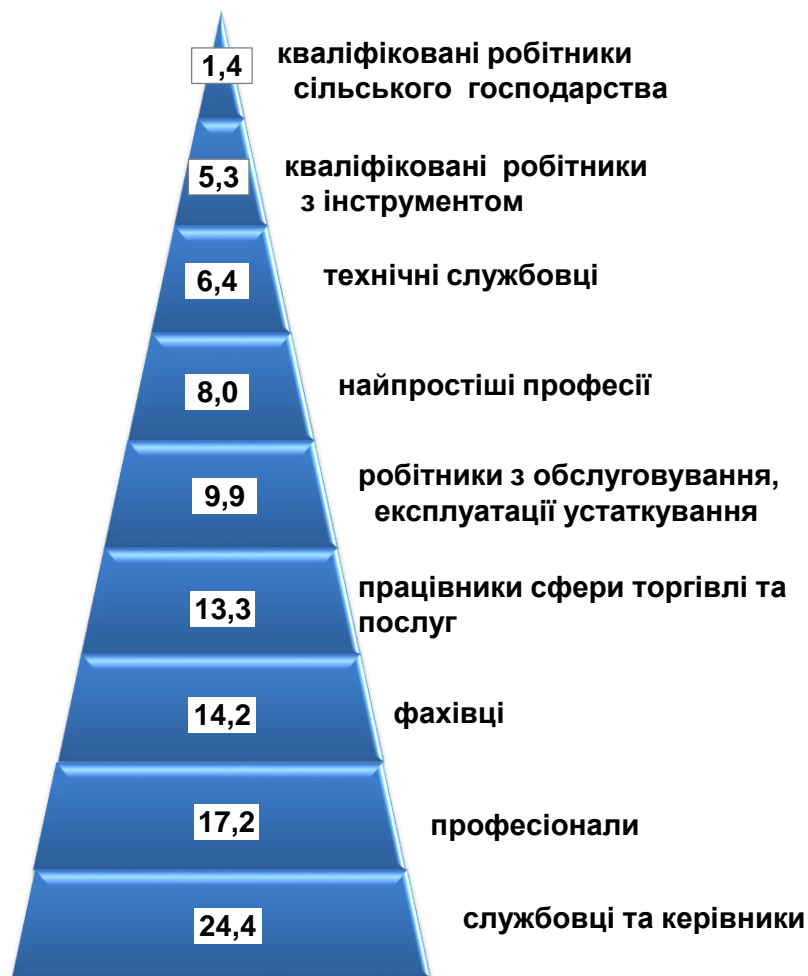 1,4
кваліфіковані робітники
сільського господарства
5,3
кваліфіковані робітники
з інструментом
6,4
технічні службовці
8,0
найпростіші професії
9,9
робітники з обслуговування,
експлуатації устаткування
13,3
працівники сфери торгівлі та
послуг
14,2
фахівці
17,2
професіонали
24,4
службовці та керівники